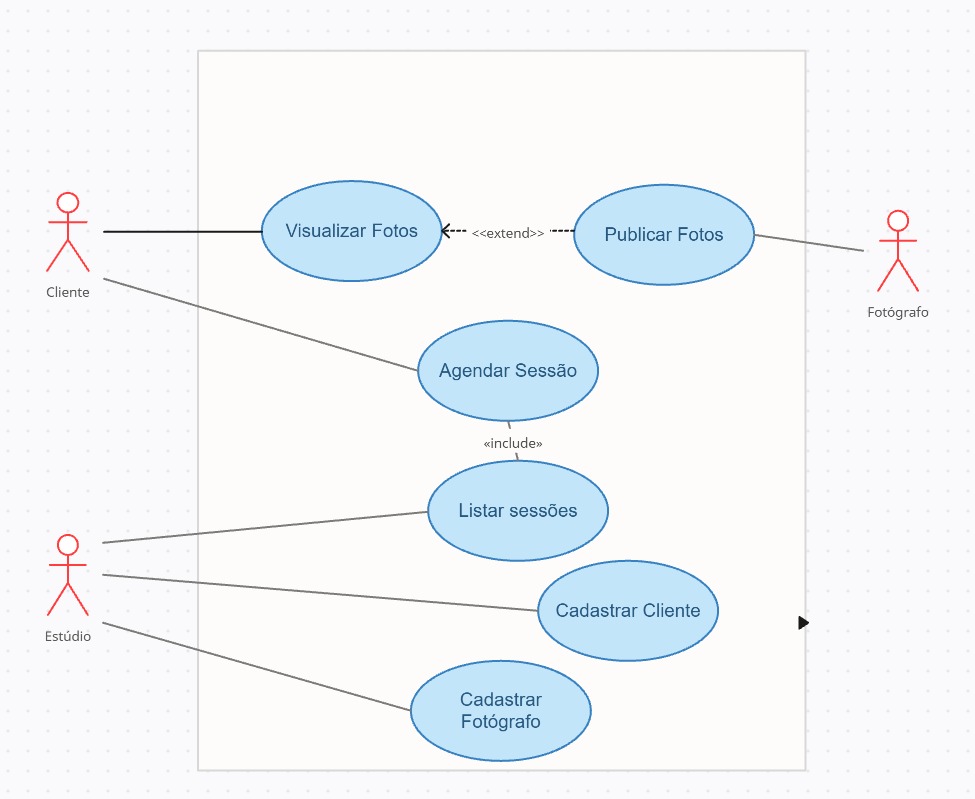 Visualizar Fotos
<<extend>>
Publicar Fotos
Cliente
Fotógrafo
Agendar Sessão
«include»
Listar sessões
Estúdio
Cadastrar Cliente
Cadastrar
Fotógrafo